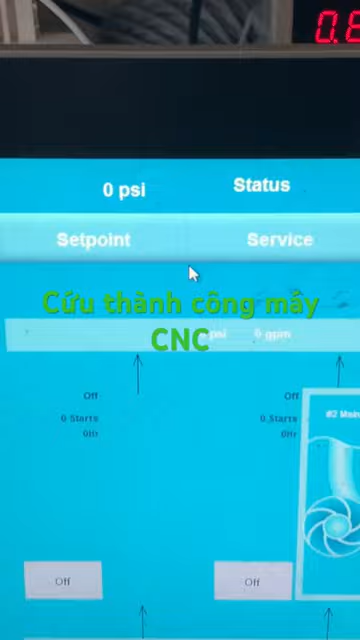 0.
0 psi
Status
Setpoint
Service
Cứu thành công máy
CNC
psi
0 gpm
Off
Off
0 Starts
0 Starts
0Hr
0Hr
#2 Main
Off
Off